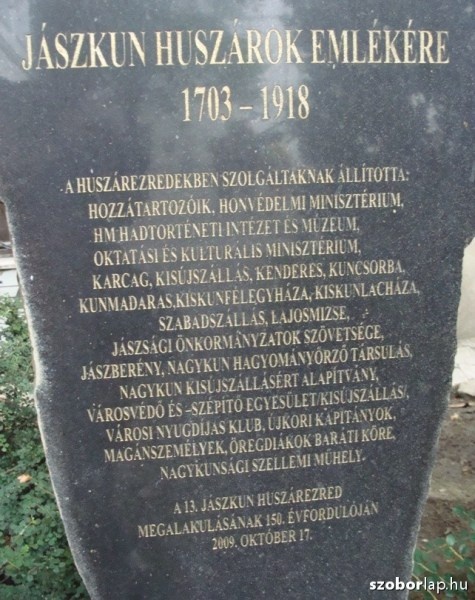 JÁSZKUN HUSZÁROK EMLÉKÉRE
1703 – 1918
A HUSZÁREZREDEKBEN SZOLGÁLTAKNAK ÁLLÍTOTTA:
HOZZÁTARTOZÓIK, HONVÉDELMI MINISZTÉRIUM,
HM HADTÖRTÉNETI INTÉZET ÉS MÚZEUM,
OKTATÁSI ÉS KULTURÁLIS MINISZTÉRIUM,
KARCAG, KISÚJSZÁLLÁS, KENDERES, KUNCSORBA,
KUNMADARAS,KISKUNFÉLEGYHÁZA, KISKUNLACHÁZA,
SZABADSZÁLLÁS, LAJOSMIZSE,
JÁSZSÁGI ÖNKORMÁNYZATOK SZÖVETSÉGE,
JÁSZBERÉNY, NAGYKUN HAGYOMÁNYŐRZŐ TÁRSULÁS,
NAGYKUN KISÚJSZÁLLÁSÉRT ALAPÍTVÁNY,
VÁROSVÉDŐ ÉS -SZÉPÍTŐ EGYESÜLET/KISÚJSZÁLLÁS/,
VÁROSI NYUGDÍJAS KLUB, ÚJKORI KAPITÁNYOK,
MAGÁNSZEMÉLYEK, ÖREGDIÁKOK BARÁTI KÖRE,
NAGYKUNSÁGI SZELLEMI MŰHELY.
A 13. JÁSZKUN HUSZÁREZRED
MEGALAKULÁSÁNAK 150. ÉVFORDULÓJÁN
2009. OKTÓBER 17.
szoborlap.hu